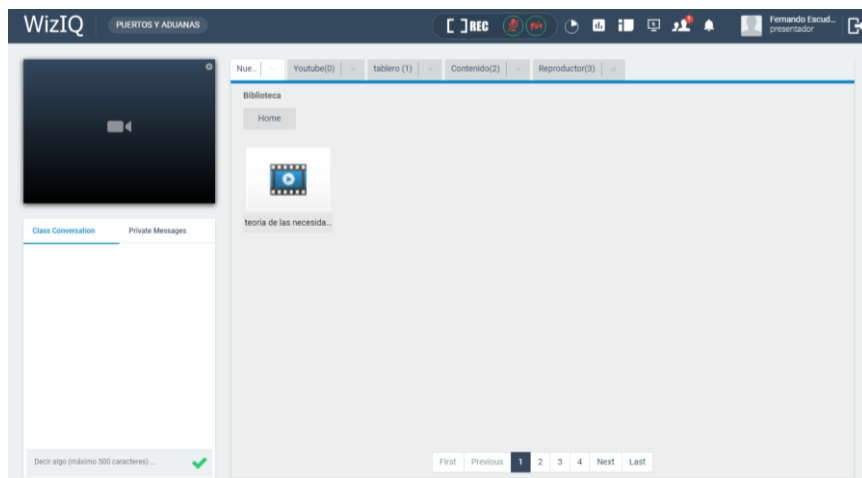 WizIQ PUERTOS Y ADUANAS
REC
Fernando Escud...
presentador
Nue... Youtube(0) tablero (1) Contenido(2) Reproductor(3)
Biblioteca
Home
teoria de las necesida...
Class Conversation Private Messages
Decir algo (máximo 500 caracteres) ...
First Previous 1 2 3 4 Next Last